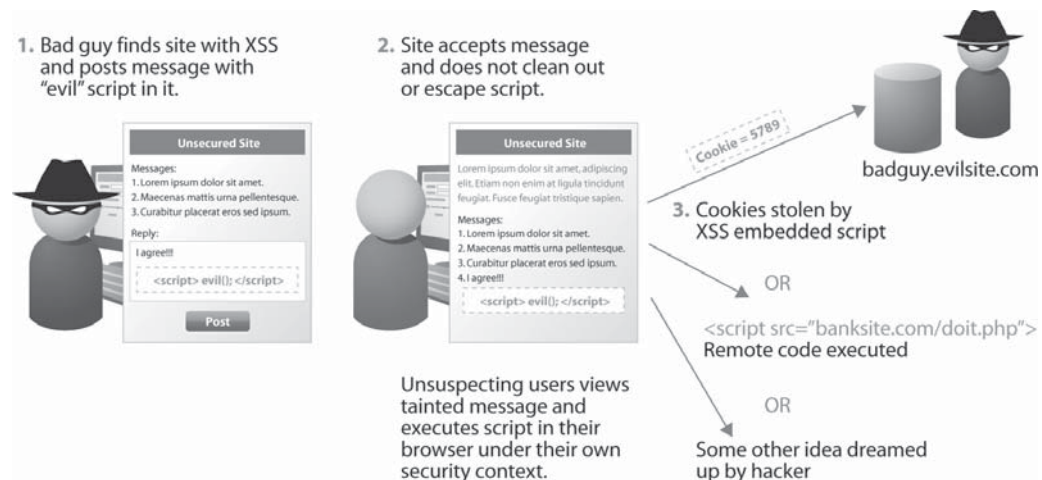 1. Bad guy finds site with XSS
and posts message with
“evil” script in it.
Unsecured Site
Messages:
1. Lorem ipsum dolor sit amet.
2. Maecenas mattis urna pellentesque.
3. Curabitur placerat eros sed ipsum.
Reply:
I agree!!!
<script> evil(); </script>
Post
2. Site accepts message
and does not clean out
or escape script.
Unsecured Site
Lorem ipsum dolor sit amet, adipiscing
elit. Etiam non enim at ligula tincidunt
feugiat. Fusce feugiat tristique sapien.
Messages:
1. Lorem ipsum dolor sit amet.
2. Maecenas mattis urna pellentesque.
3. Curabitur placerat eros sed ipsum.
4. I agree!!!
<script> evil(); </script>
Unsuspecting users views
tainted message and
executes script in their
browser under their own
security context.
Cookie = 5789
badguy.evilsite.com
3. Cookies stolen by
XSS embedded script
OR
<script src=”banksite.com/doit.php”>
Remote code executed
OR
Some other idea dreamed
up by hacker